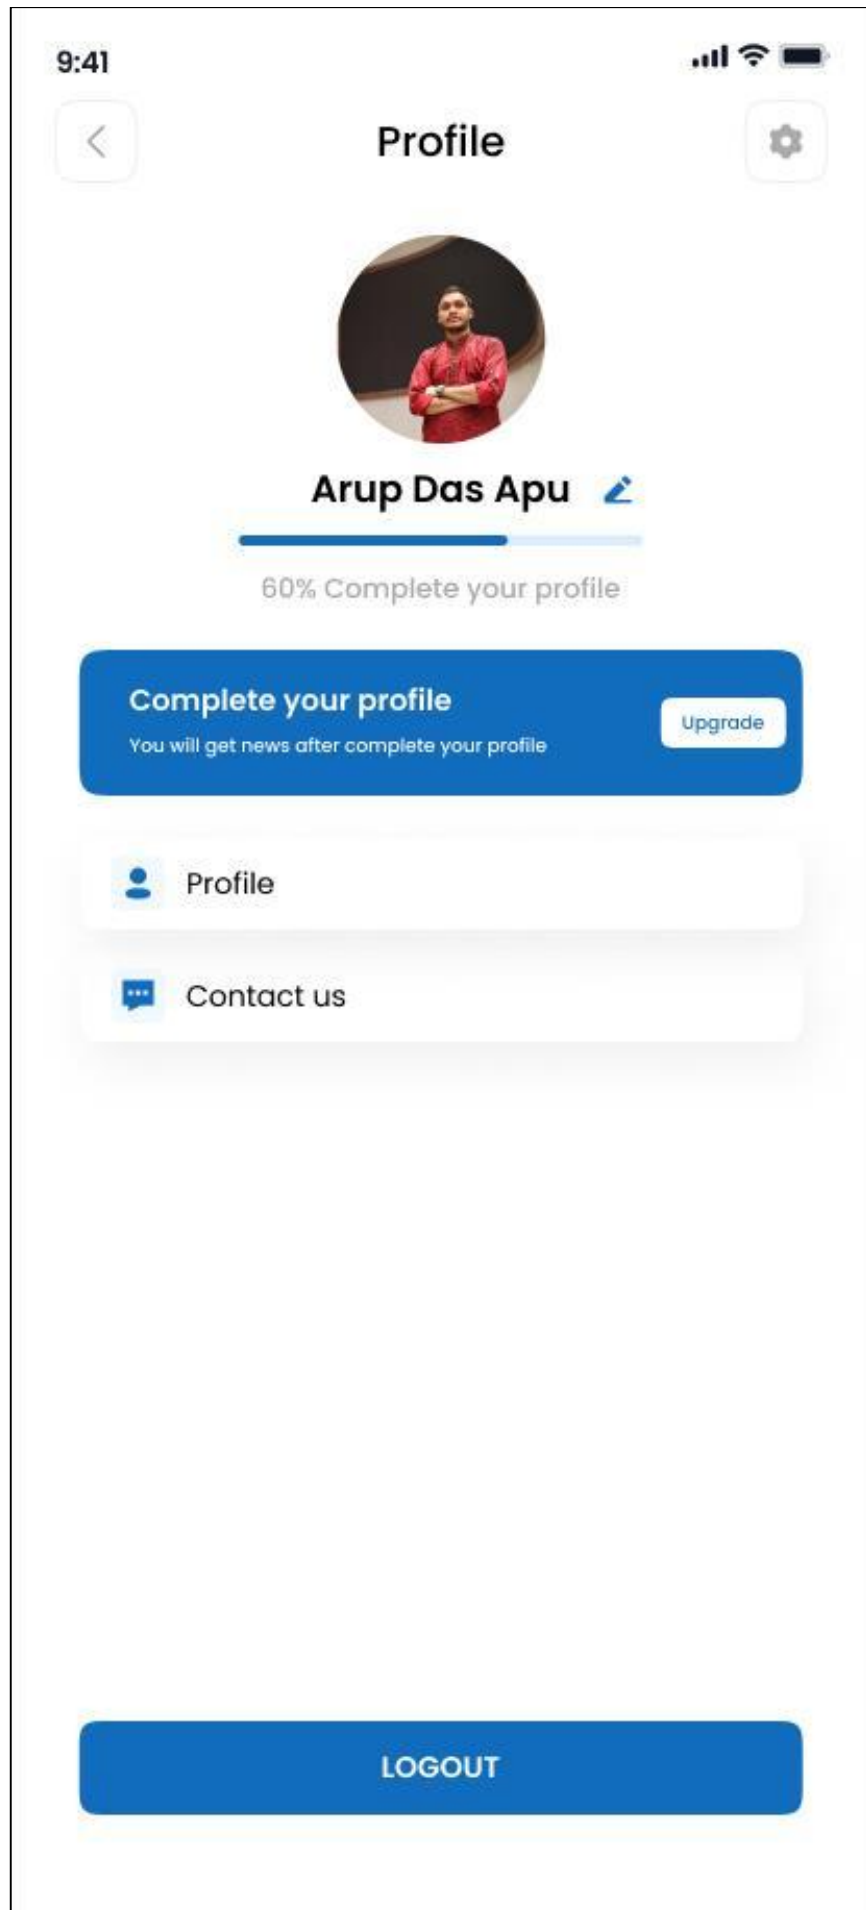 9:41
Profile
Arup Das Apu
60% Complete your profile
Complete your profile
You will get news after complete your profile
Upgrade
Profile
Contact us
LOGOUT